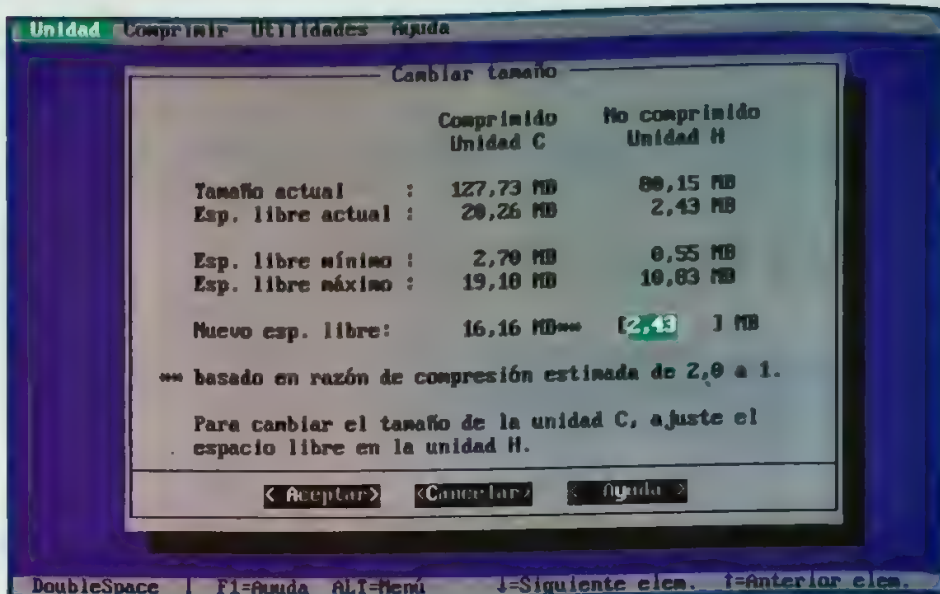 Unidad Comprimir Utilidades Ayuda
Cambiar tamaño
Comprimido No comprimido
Unidad C Unidad H
Tamaño actual : 127,73 MB 80,15 MB
Esp. libre actual : 20,26 MB 2,43 MB
Esp. libre mínimo : 2,70 MB 0,55 MB
Esp. libre máximo : 19,10 MB 10,83 MB
Nuevo esp. libre: 16,16 MB** [2,43 ] MB
** basado en razón de compresión estimada de 2,0 a 1.
Para cambiar el tamaño de la unidad C, ajuste el
espacio libre en la unidad H.
< Aceptar> <Cancelar> < Ayuda >
DoubleSpace | F1=Ayuda ALT=Menú ↓=Siguiente elem. ↑=Anterior elem.